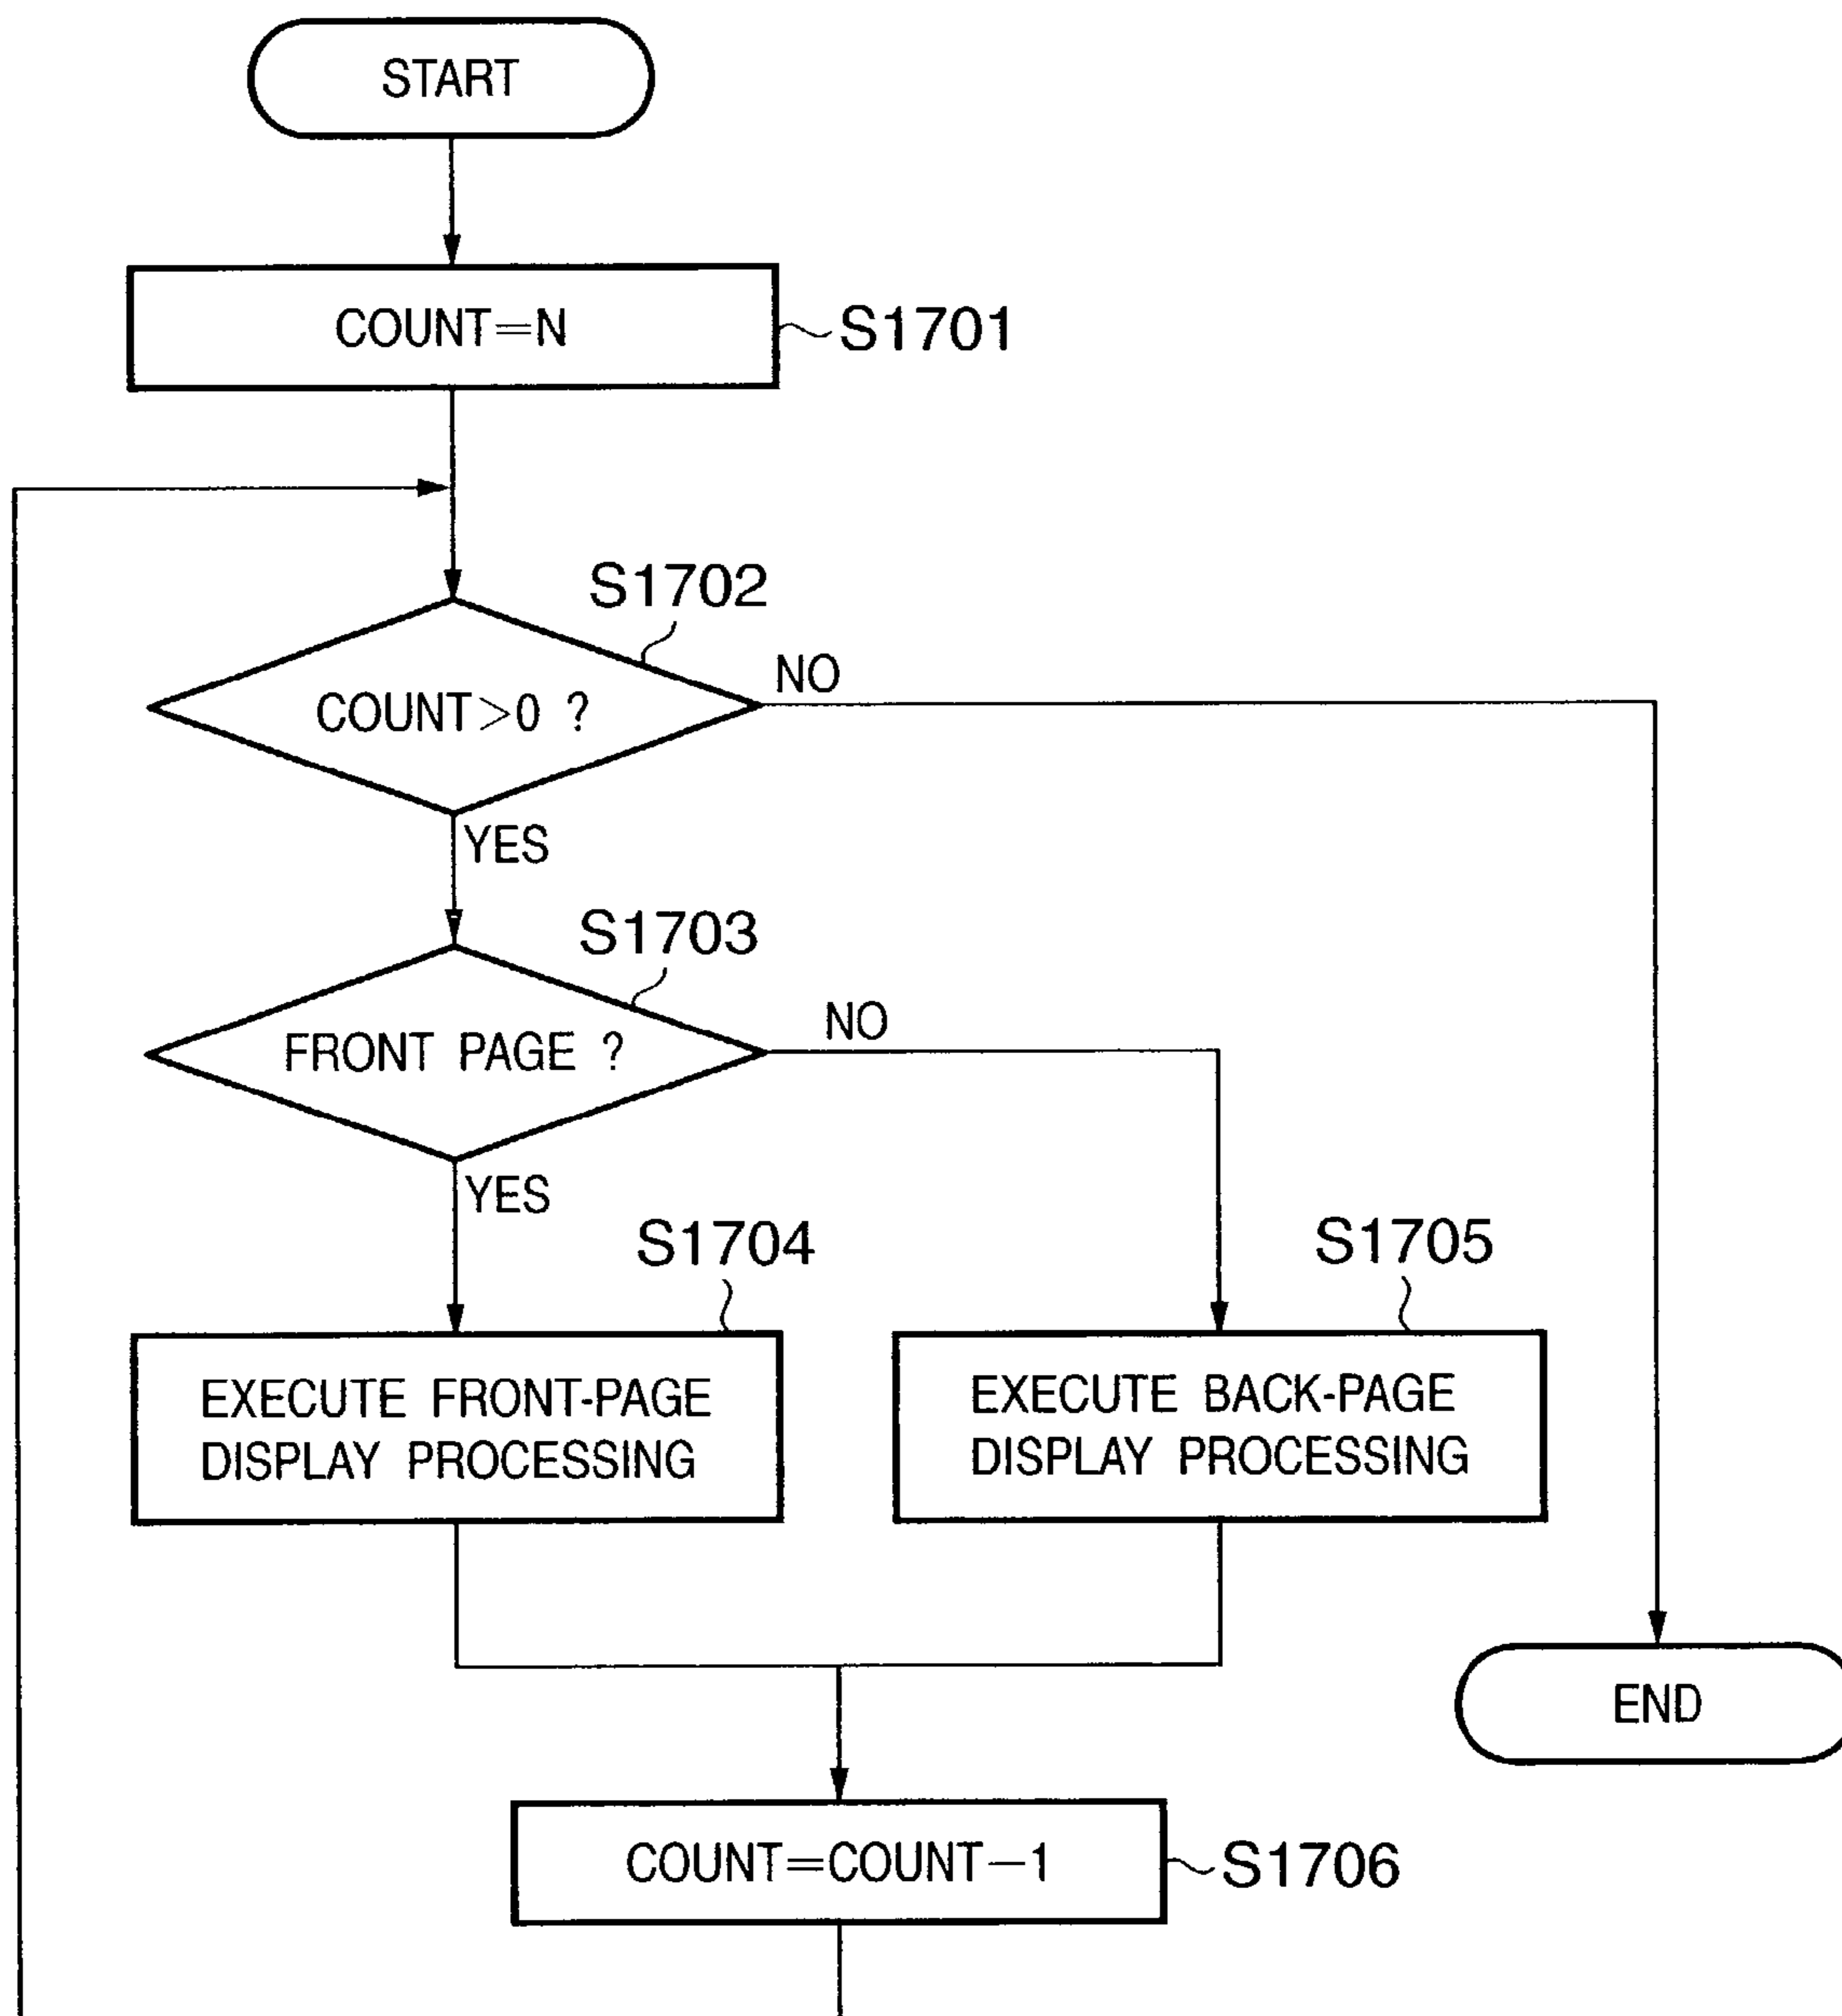 START
COUNT=N
S1701
S1702
COUNT>0 ?
NO
YES
S1703
FRONT PAGE ?
NO
YES
S1704
S1705
EXECUTE FRONT-PAGE
DISPLAY PROCESSING
EXECUTE BACK-PAGE
DISPLAY PROCESSING
END
COUNT=COUNT−1
S1706